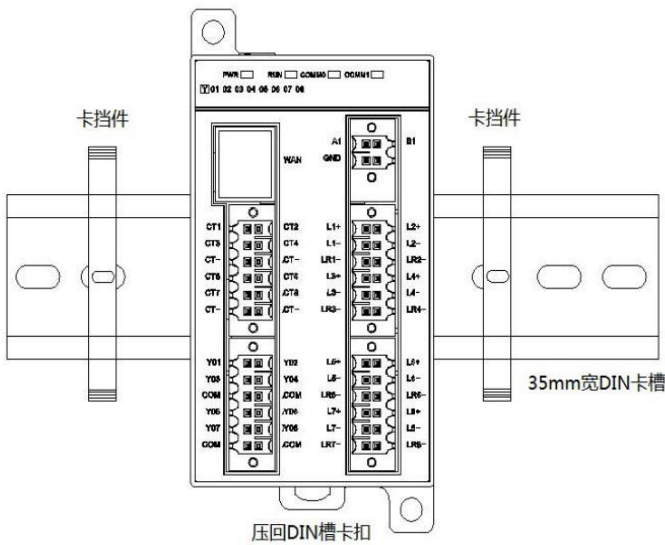 PWR RUN COMM0 COMM1
Y 01 02 03 04 05 06 07 08
卡挡件
卡挡件
WAN
A1 B1
GND
CT1 CT2 L1+ L2+
CT3 CT4 L1- L2-
CT- CT- LR1- LR2-
CT5 CT6 L3+ L4+
CT7 CT8 L3- L4-
CT- CT- LR3- LR4-
Y01 Y02 L5+ L6+
Y03 Y04 L5- L6-
COM COM LR5- LR6-
Y05 Y06 L7+ L8+
Y07 Y08 L7- L8-
COM COM LR7- LR8-
35mm宽DIN卡槽
压回DIN槽卡扣